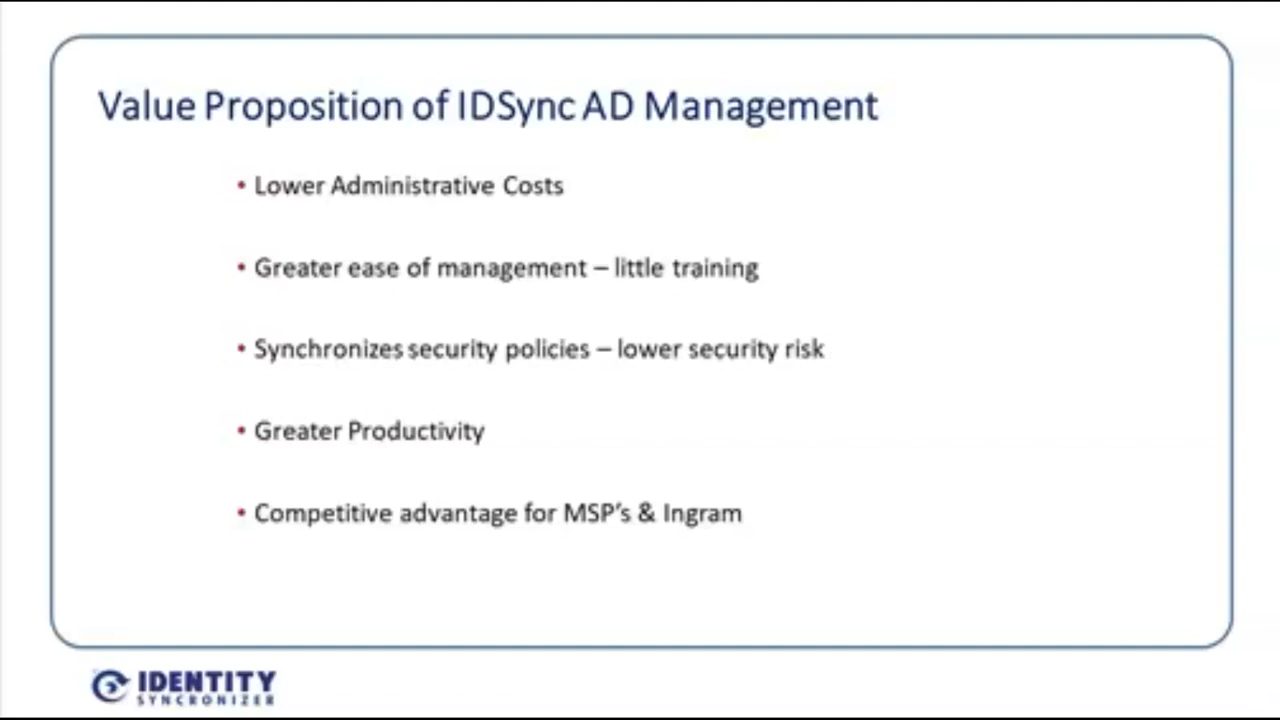 Value Proposition of IDSync AD Management
• Lower Administrative Costs
• Greater ease of management – little training
• Synchronizes security policies – lower security risk
• Greater Productivity
• Competitive advantage for MSP's & Ingram
IDENTITY
SYNCRONIZER